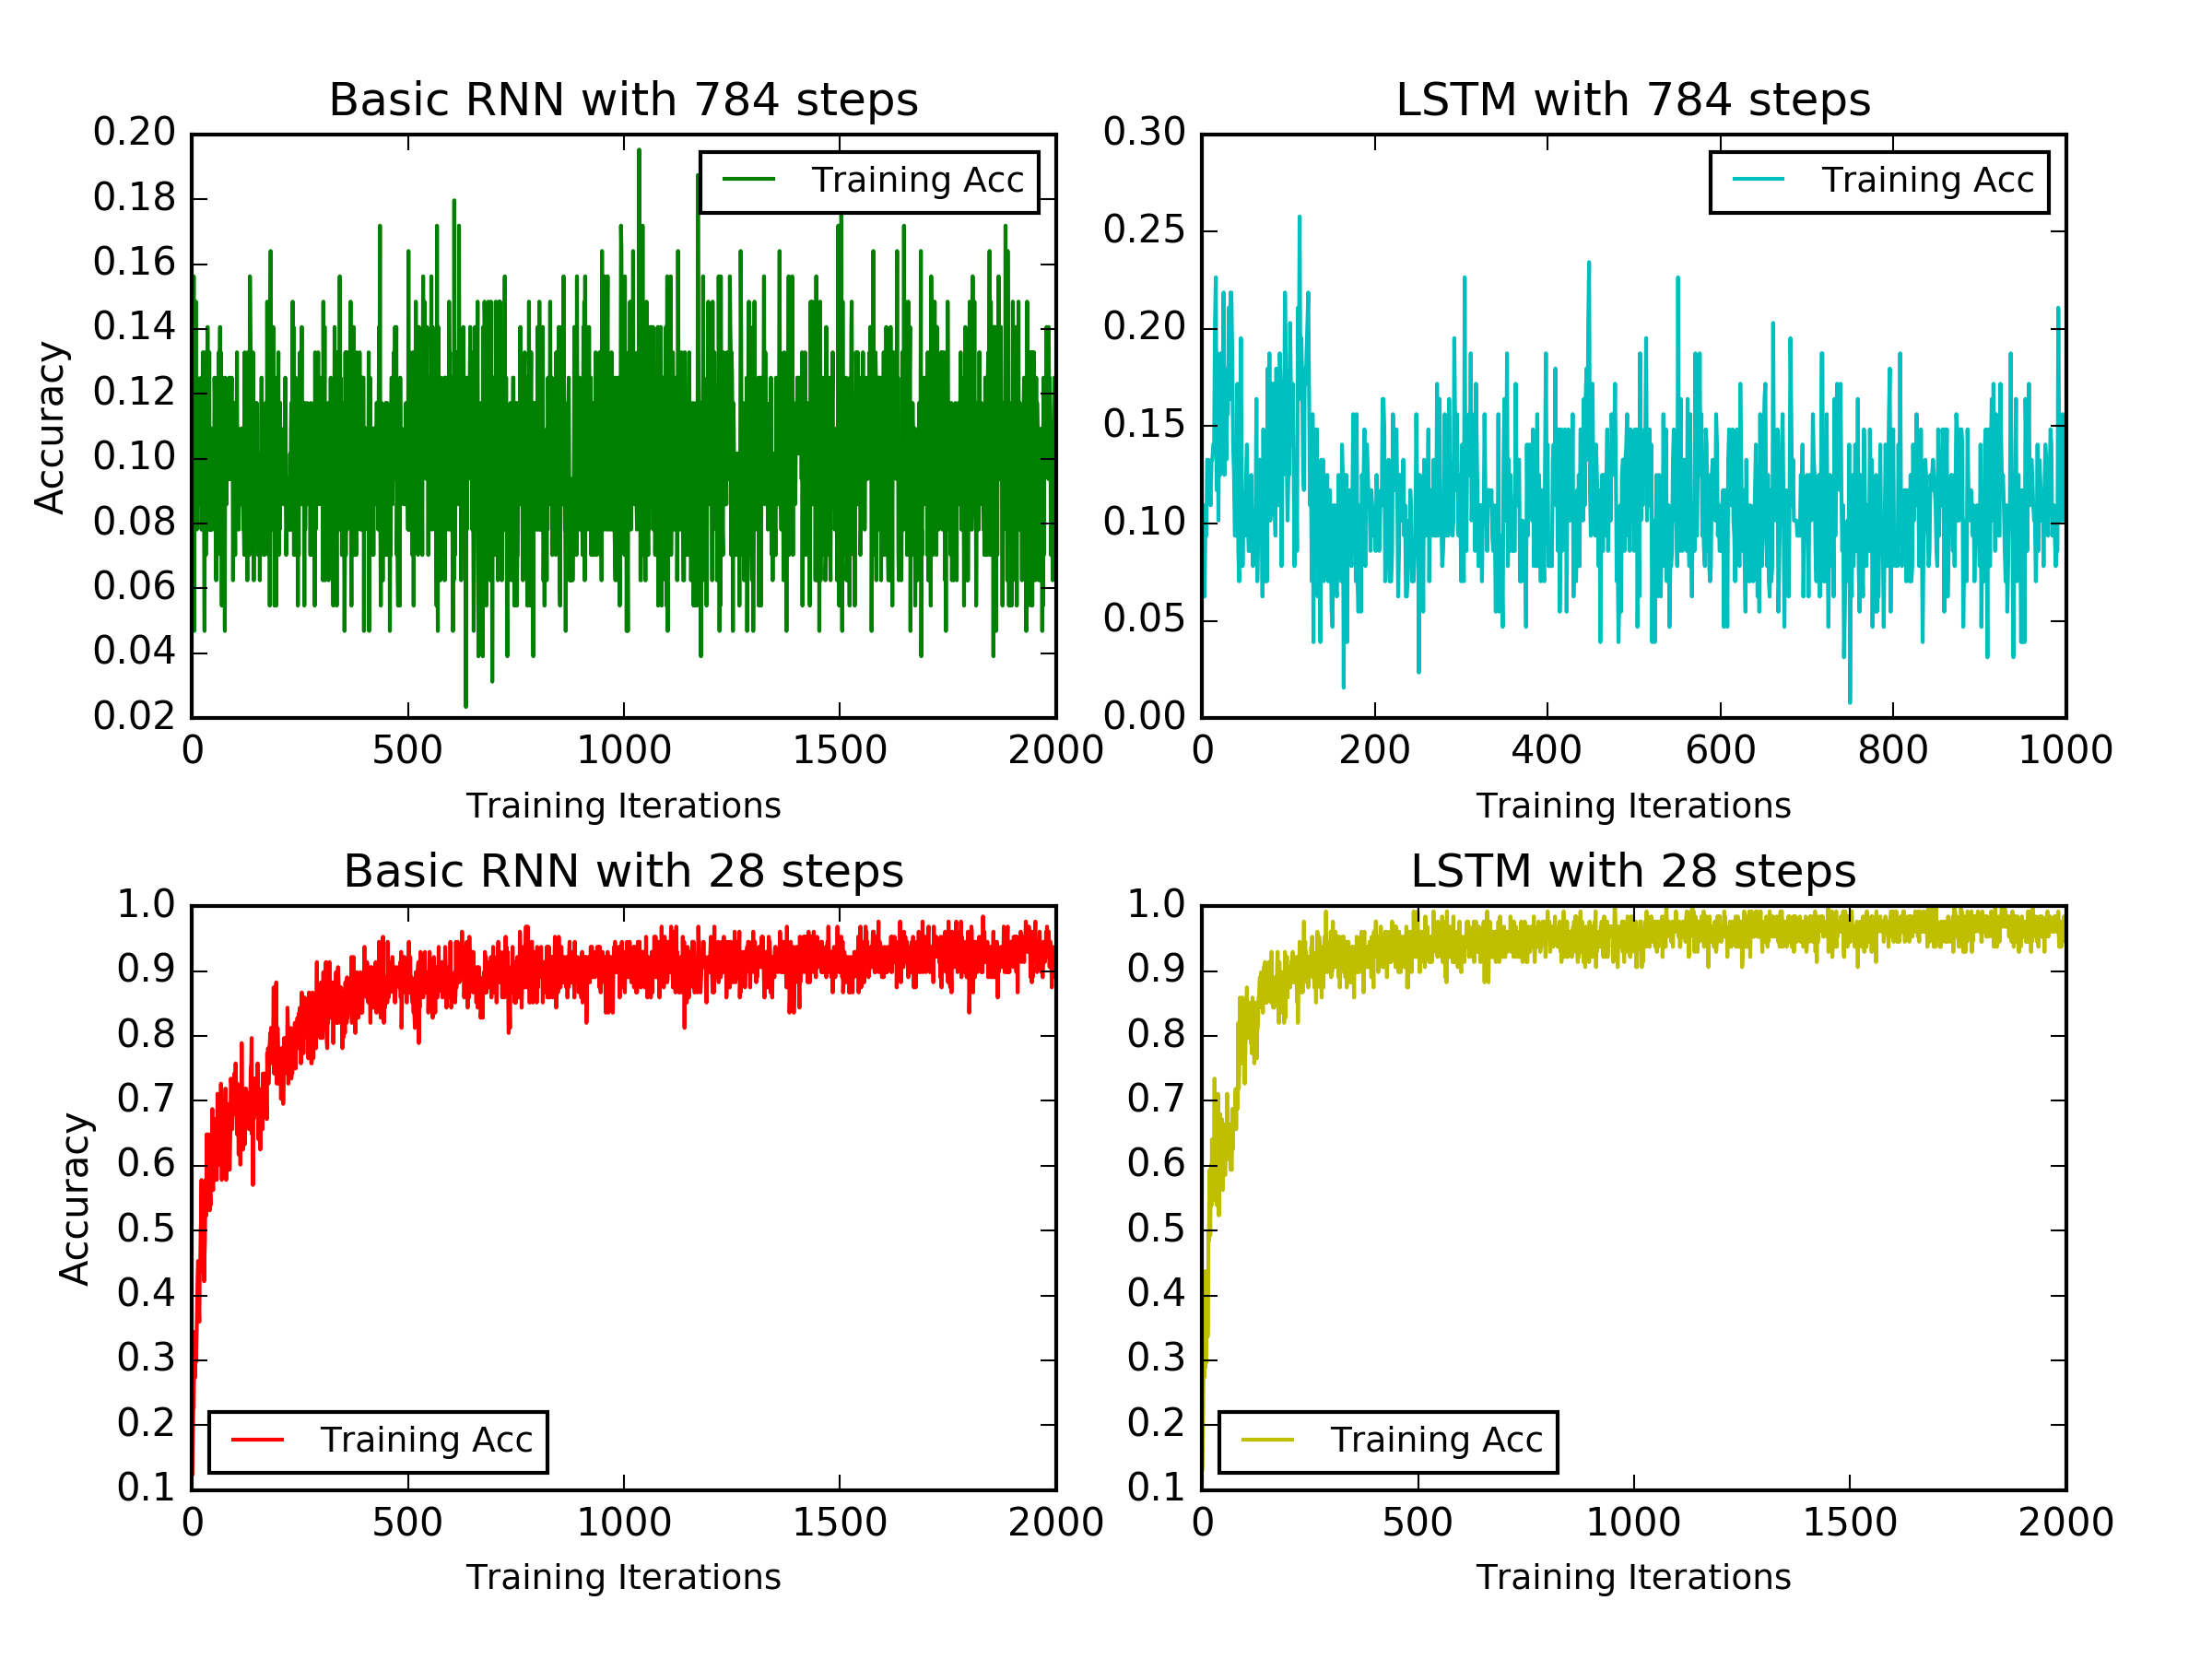 Basic RNN with 784 steps
0.20
0.18
0.16
0.14
0.12
0.10
0.08
0.06
0.04
0.02
Accuracy
Training Acc
0 500 1000 1500 2000
Training Iterations
LSTM with 784 steps
0.30
0.25
0.20
0.15
0.10
0.05
0.00
Training Acc
0 200 400 600 800 1000
Training Iterations
Basic RNN with 28 steps
1.0
0.9
0.8
0.7
0.6
0.5
0.4
0.3
0.2
0.1
Accuracy
Training Acc
0 500 1000 1500 2000
Training Iterations
LSTM with 28 steps
1.0
0.9
0.8
0.7
0.6
0.5
0.4
0.3
0.2
0.1
Training Acc
0 500 1000 1500 2000
Training Iterations